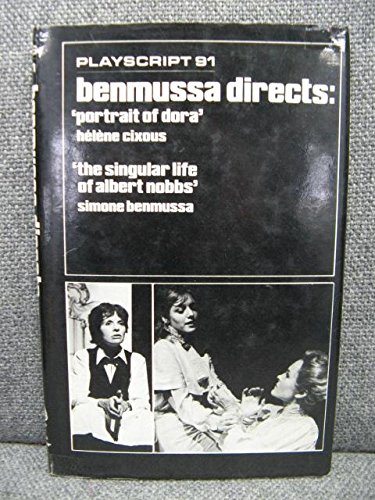 PLAYSCRIPT 91
benmussa directs:
'portrait of dora'
hélène cixous
'the singular life
of albert nobbs'
simone benmussa